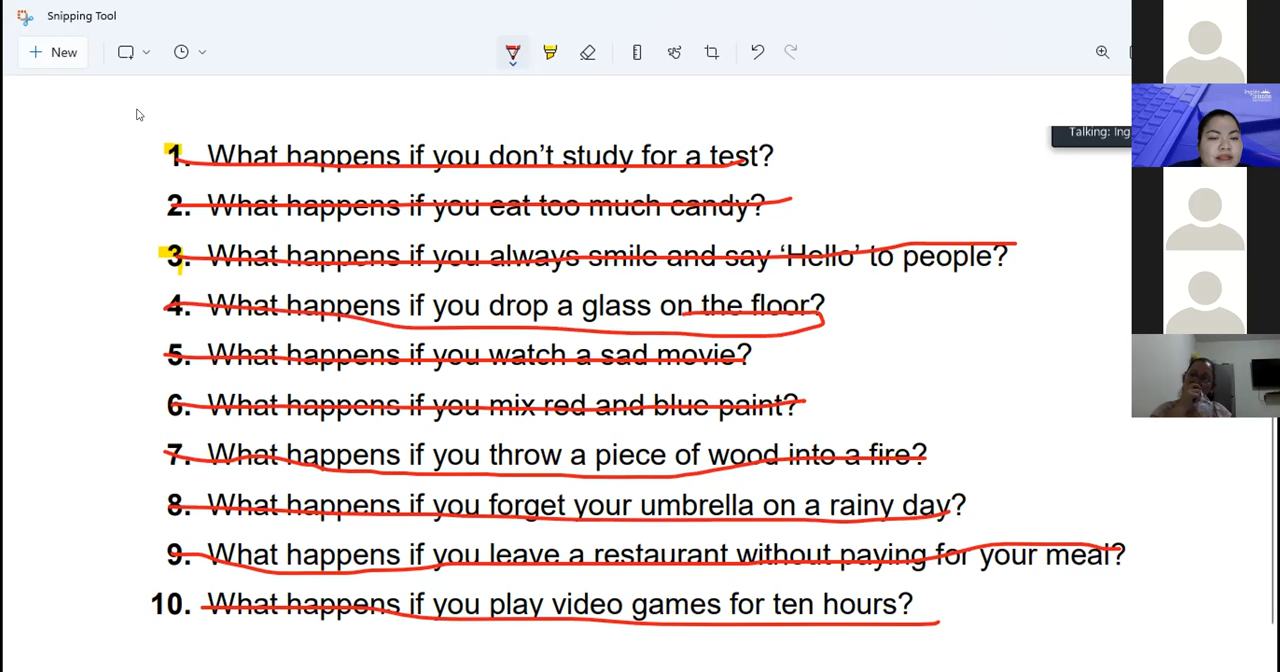 Snipping Tool
New
Talking: Ing
1. What happens if you don’t study for a test?
2. What happens if you eat too much candy?
3. What happens if you always smile and say ‘Hello’ to people?
4. What happens if you drop a glass on the floor?
5. What happens if you watch a sad movie?
6. What happens if you mix red and blue paint?
7. What happens if you throw a piece of wood into a fire?
8. What happens if you forget your umbrella on a rainy day?
9. What happens if you leave a restaurant without paying for your meal?
10. What happens if you play video games for ten hours?